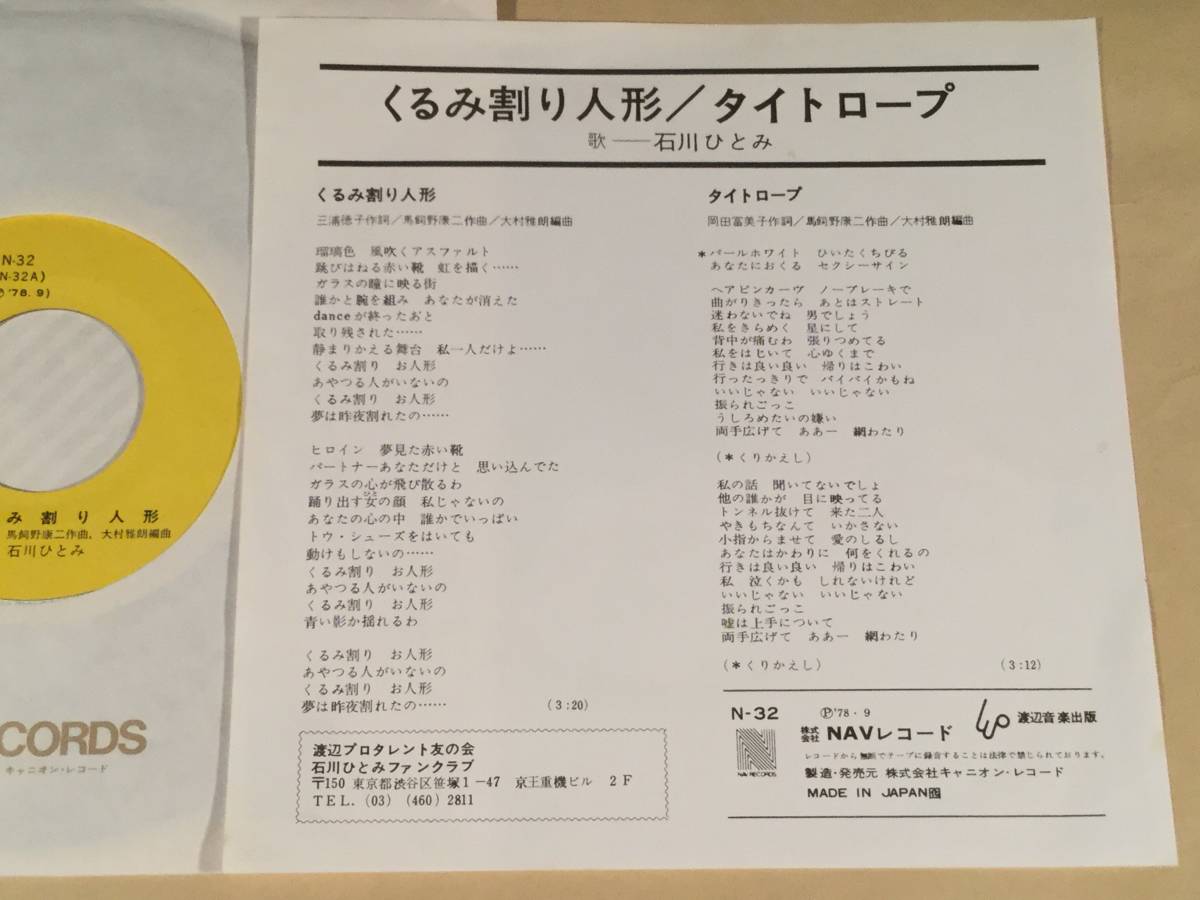 くるみ割り人形／タイトロープ
歌──石川ひとみ
くるみ割り人形
三浦徳子作詞／馬飼野康二作曲／大村雅朗編曲
瑠璃色　風吹くアスファルト
跳びはねる赤い靴　虹を描く……
ガラスの瞳に映る街
誰かと腕を組み　あなたが消えた
danceが終ったあと
取り残された……
静まりかえる舞台　私一人だけよ……
くるみ割り　お人形
あやつる人がいないの
くるみ割り　お人形
夢は昨夜割れたの……
ヒロイン　夢見た赤い靴
パートナーあなただけと　思い込んでた
ガラスの心が飛び散るわ
踊り出す女の顔　私じゃないの
ひと
あなたの心の中　誰かでいっぱい
トウ・シューズをはいても
動けもしないの……
くるみ割り　お人形
あやつる人がいないの
くるみ割り　お人形
青い影が揺れるわ
くるみ割り　お人形
あやつる人がいないの
くるみ割り　お人形
夢は昨夜割れたの……　(3:20)
タイトロープ
岡田冨美子作詞／馬飼野康二作曲／大村雅朗編曲
＊パールホワイト　ひいたくちびる
あなたにおくる　セクシーサイン
ヘアピンカーヴ　ノーブレーキで
曲がりきったら　あとはストレート
迷わないでね　男でしょう
私をきらめく　星にして
背中が痛むわ　張りつめてる
私をはじいて　心ゆくまで
行きは良い良い　帰りはこわい
行ったっきりで　バイバイかもね
いいじゃない　いいじゃない
振られごっこ
うしろめたいの嫌い
両手広げて　ああー　綱わたり
(＊くりかえし)
私の話　聞いてないでしょ
他の誰かが　目に映ってる
トンネル抜けて　来た二人
やきもちなんて　いかさない
小指からませて　愛のしるし
あなたはかわりに　何をくれるの
行きは良い良い　帰りはこわい
私　泣くかも　しれないけれど
いいじゃない　いいじゃない
振られごっこ
嘘は上手について
両手広げて　ああー　綱わたり
(＊くりかえし)　(3:12)
渡辺プロタレント友の会
石川ひとみファンクラブ
〒150 東京都渋谷区笹塚1-47　京王重機ビル　2F
TEL. (03) (460) 2811
N-32　Ⓟ'78・9
NAV RECORDS
株式会社 NAVレコード
渡辺音楽出版
レコードから無断でテープに録音することは法律で禁じられております。
製造・発売元 株式会社キャニオン・レコード
MADE IN JAPAN
N-32
N-32A)
'78.9)
み割り人形
馬飼野康二作曲、大村雅朗編曲
石川ひとみ
CORDS
キャニオン・レコード